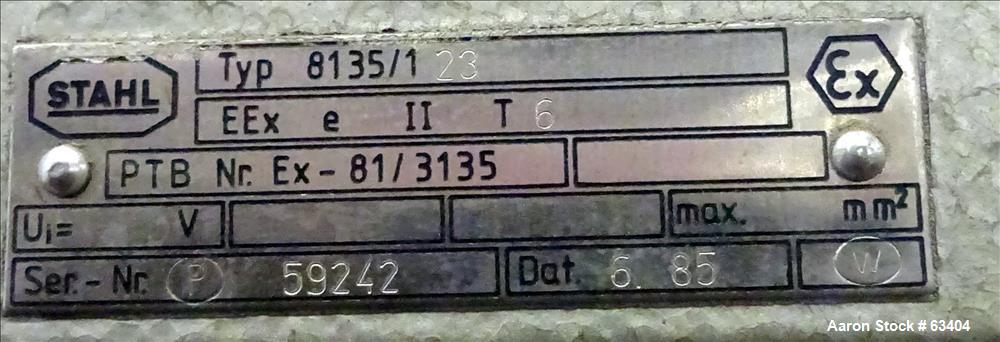 STAHL
Typ 8135/1 23
Ex
EEx e II T 6
PTB Nr. Ex-81/3135
Ui= V
max. mm²
Ser.-Nr. P 59242
Dat. 6. 85
W
Aaron Stock # 63404